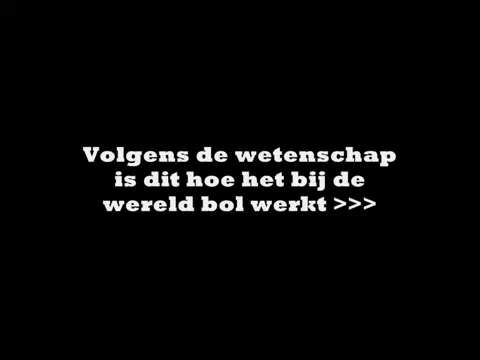 Volgens de wetenschap
is dit hoe het bij de
wereld bol werkt >>>